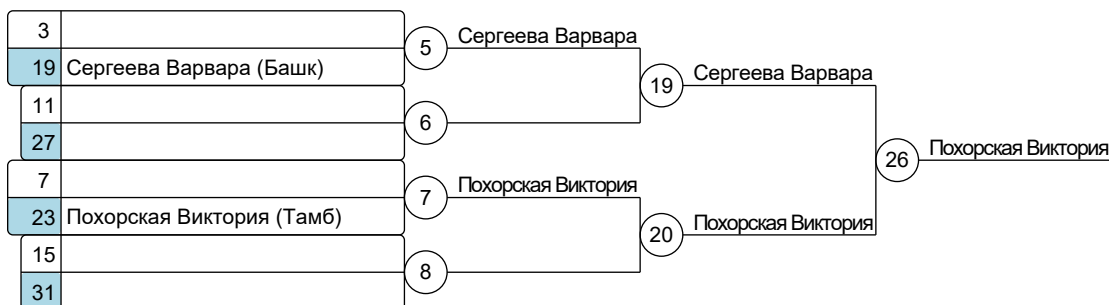 3
5
Сергеева Варвара
19 Сергеева Варвара (Башк)
19
Сергеева Варвара
11
6
27
26
Похорская Виктория
7
7
Похорская Виктория
23 Похорская Виктория (Тамб)
20
Похорская Виктория
15
8
31